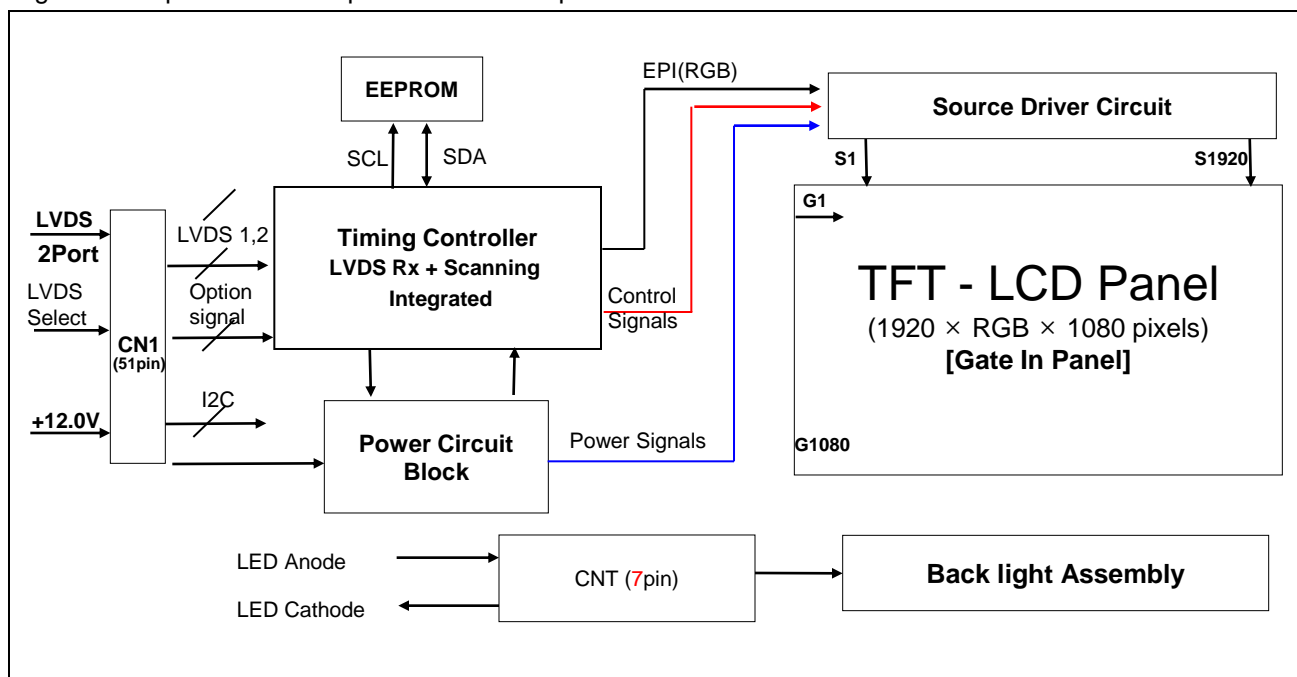 EEPROM
SCL
SDA
EPI(RGB)
Source Driver Circuit
S1
S1920
LVDS
2Port
LVDS
Select
+12.0V
CN1
(51pin)
LVDS 1,2
Option
signal
I2C
Timing Controller
LVDS Rx + Scanning
Integrated
Control
Signals
Power Circuit
Block
Power Signals
G1
TFT - LCD Panel
(1920 × RGB × 1080 pixels)
[Gate In Panel]
G1080
LED Anode
LED Cathode
CNT (7pin)
Back light Assembly